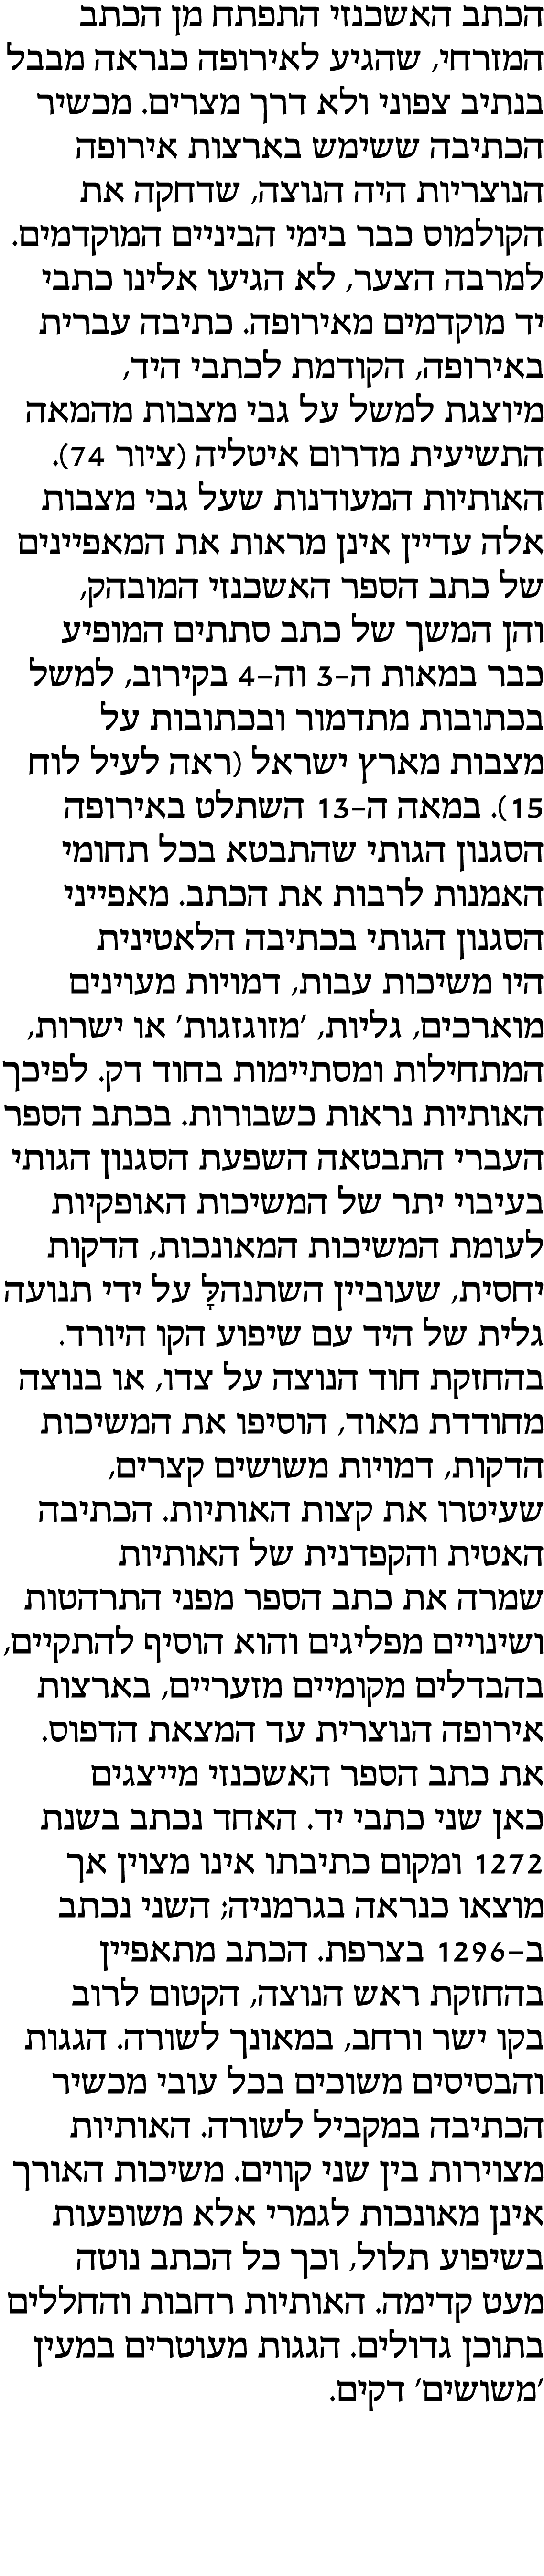 הכתב האשכנזי התפתח מן הכתב
המזרחי, שהגיע לאירופה כנראה מבבל
בנתיב צפוני ולא דרך מצרים. מכשיר
הכתיבה ששימש בארצות אירופה
הנוצריות היה הנוצה, שדחקה את
הקולמוס כבר בימי הביניים המוקדמים.
למרבה הצער, לא הגיעו אלינו כתבי
יד מוקדמים מאירופה. כתיבה עברית
באירופה, הקודמת לכתבי היד,
מיוצגת למשל על גבי מצבות מהמאה
התשיעית מדרום איטליה (ציור 74).
האותיות המעודנות שעל גבי מצבות
אלה עדיין אינן מראות את המאפיינים
של כתב הספר האשכנזי המובהק,
והן המשך של כתב סתתים המופיע
כבר במאות ה-3 וה-4 בקירוב, למשל
בכתובות מתדמור ובכתובות על
מצבות מארץ ישראל (ראה לעיל לוח
15). במאה ה-13 השתלט באירופה
הסגנון הגותי שהתבטא בכל תחומי
האמנות לרבות את הכתב. מאפייני
הסגנון הגותי בכתיבה הלאטינית
היו משיכות עבות, דמויות מעוינים
מוארכים, גליות, 'מזוגזגות' או ישרות,
המתחילות ומסתיימות בחוד דק. לפיכך
האותיות נראות כשבורות. בכתב הספר
העברי התבטאה השפעת הסגנון הגותי
בעיבוי יתר של המשיכות האופקיות
לעומת המשיכות המאונכות, הדקות
יחסית, שעוביין השתנהלָּ על ידי תנועה
גלית של היד עם שיפוע הקו היורד.
בהחזקת חוד הנוצה על צדו, או בנוצה
מחודדת מאוד, הוסיפו את המשיכות
הדקות, דמויות משושים קצרים,
שעיטרו את קצות האותיות. הכתיבה
האטית והקפדנית של האותיות
שמרה את כתב הספר מפני התרהטות
ושינויים מפליגים והוא הוסיף להתקיים,
בהבדלים מקומיים מזעריים, בארצות
אירופה הנוצרית עד המצאת הדפוס.
את כתב הספר האשכנזי מייצגים
כאן שני כתבי יד. האחד נכתב בשנת
1272 ומקום כתיבתו אינו מצוין אך
מוצאו כנראה בגרמניה; השני נכתב
ב-1296 בצרפת. הכתב מתאפיין
בהחזקת ראש הנוצה, הקטום לרוב
בקו ישר ורחב, במאונך לשורה. הגגות
והבסיסים משוכים בכל עובי מכשיר
הכתיבה במקביל לשורה. האותיות
מצוירות בין שני קווים. משיכות האורך
אינן מאונכות לגמרי אלא משופעות
בשיפוע תלול, וכך כל הכתב נוטה
מעט קדימה. האותיות רחבות והחללים
בתוכן גדולים. הגגות מעוטרים במעין
'משושים' דקים.